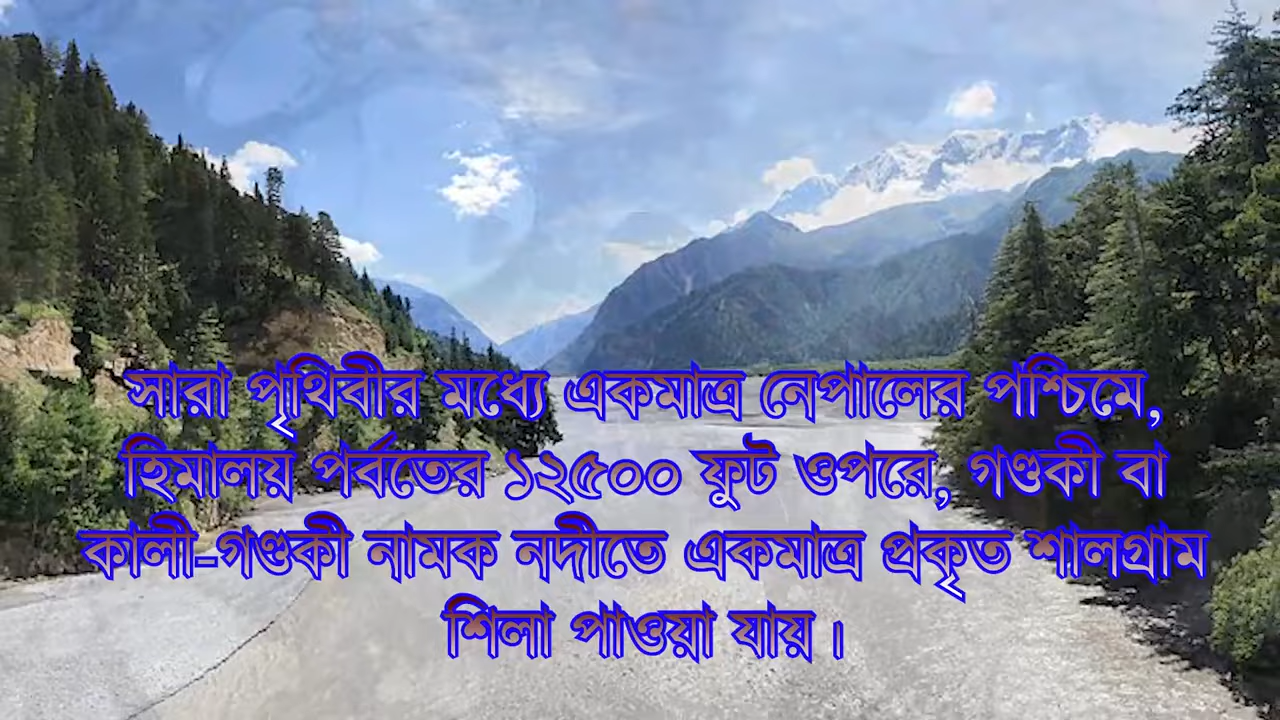 সারা পৃথিবীর মধ্যে একমাত্র নেপালের পশ্চিমে,
হিমালয় পর্বতের ১২৫০০ ফুট ওপরে, গণ্ডকী বা
কালী-গণ্ডকী নামক নদীতে একমাত্র প্রকৃত শালগ্রাম
শিলা পাওয়া যায়।